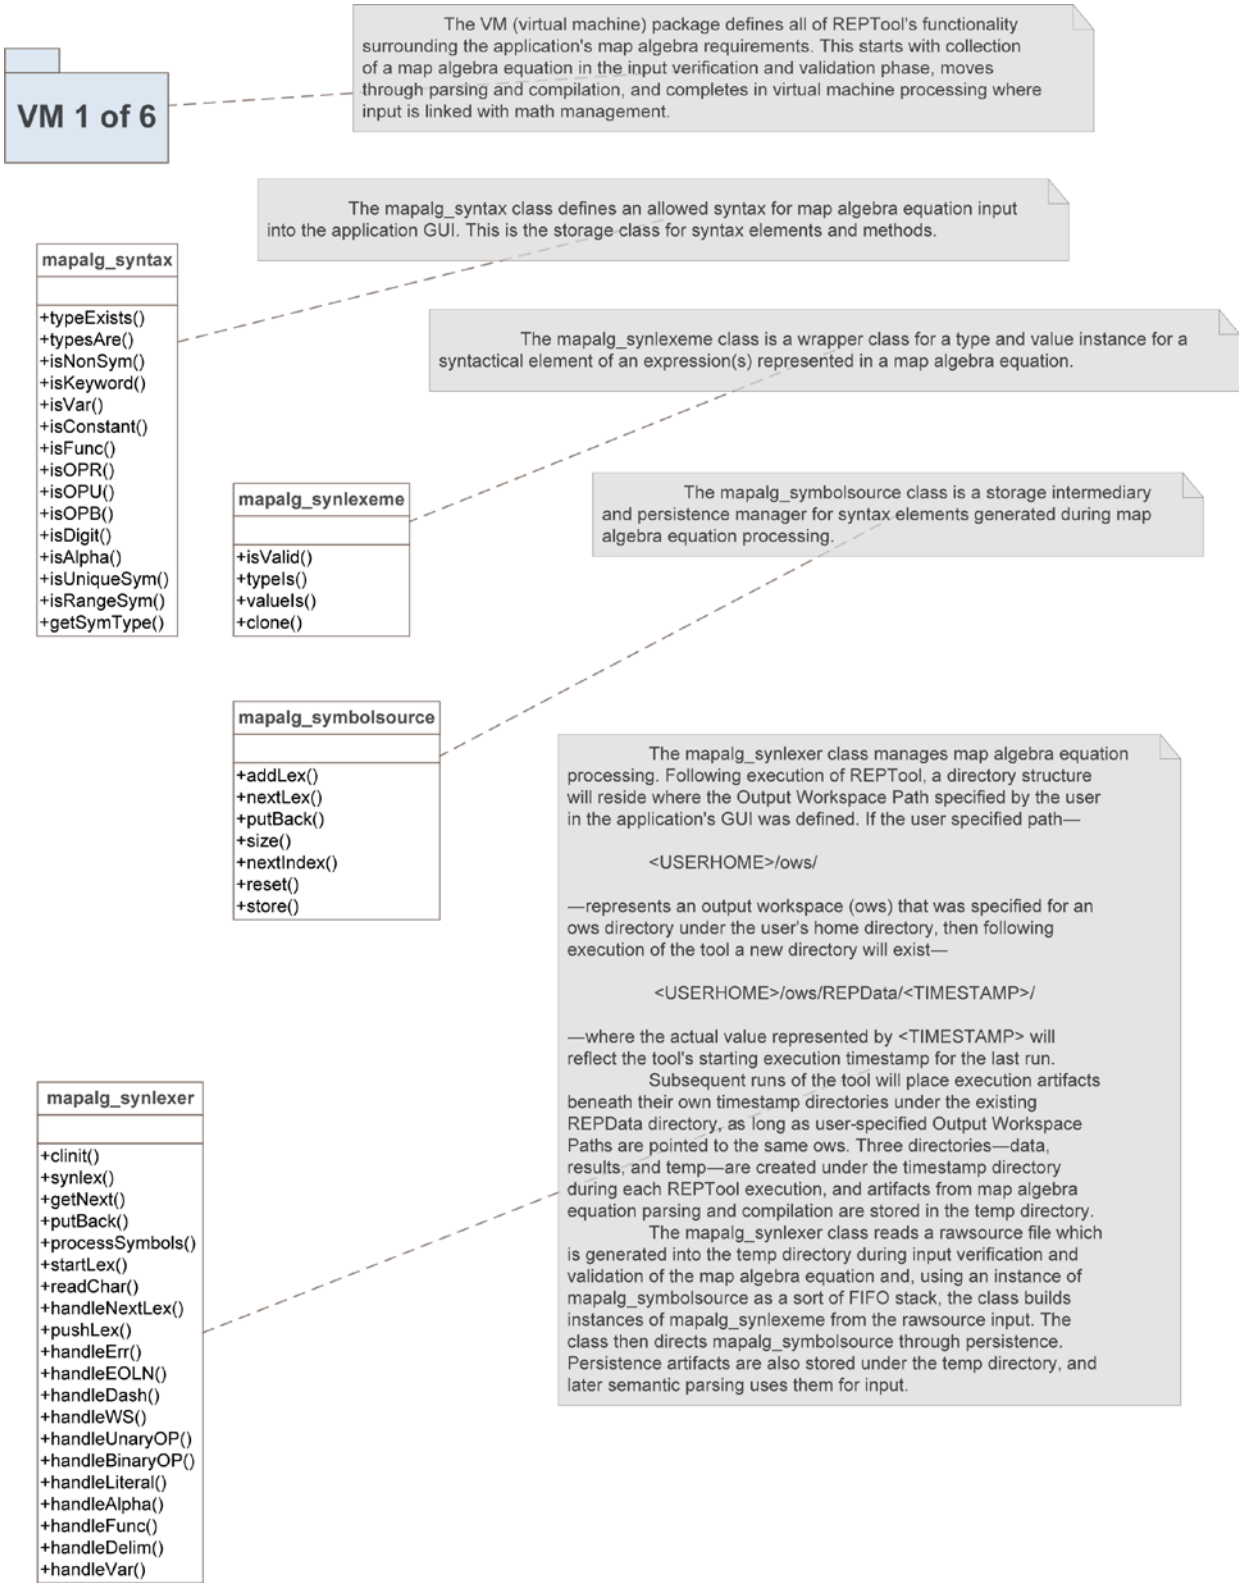 The VM (virtual machine) package defines all of REPTool's functionality
surrounding the application's map algebra requirements. This starts with collection
of a map algebra equation in the input verification and validation phase, moves
through parsing and compilation, and completes in virtual machine processing where
input is linked with math management.
VM 1 of 6
The mapalg_syntax class defines an allowed syntax for map algebra equation input
into the application GUI. This is the storage class for syntax elements and methods.
mapalg_syntax
+typeExists()
+typesAre()
+isNonSym()
+isKeyword()
+isVar()
+isConstant()
+isFunc()
+isOPR()
+isOPU()
+isOPB()
+isDigit()
+isAlpha()
+isUniqueSym()
+isRangeSym()
+getSymType()
The mapalg_synlexeme class is a wrapper class for a type and value instance for a
syntactical element of an expression(s) represented in a map algebra equation.
mapalg_synlexeme
+isValid()
+typeIs()
+valueIs()
+clone()
The mapalg_symbolsource class is a storage intermediary
and persistence manager for syntax elements generated during map
algebra equation processing.
mapalg_symbolsource
+addLex()
+nextLex()
+putBack()
+size()
+nextIndex()
+reset()
+store()
The mapalg_synlexer class manages map algebra equation
processing. Following execution of REPTool, a directory structure
will reside where the Output Workspace Path specified by the user
in the application's GUI was defined. If the user specified path—
<USERHOME>/ows/
—represents an output workspace (ows) that was specified for an
ows directory under the user's home directory, then following
execution of the tool a new directory will exist—
<USERHOME>/ows/REPData/<TIMESTAMP>/
—where the actual value represented by <TIMESTAMP> will
reflect the tool's starting execution timestamp for the last run.
Subsequent runs of the tool will place execution artifacts
beneath their own timestamp directories under the existing
REPData directory, as long as user-specified Output Workspace
Paths are pointed to the same ows. Three directories—data,
results, and temp—are created under the timestamp directory
during each REPTool execution, and artifacts from map algebra
equation parsing and compilation are stored in the temp directory.
The mapalg_synlexer class reads a rawsource file which
is generated into the temp directory during input verification and
validation of the map algebra equation and, using an instance of
mapalg_symbolsource as a sort of FIFO stack, the class builds
instances of mapalg_synlexeme from the rawsource input. The
class then directs mapalg_symbolsource through persistence.
Persistence artifacts are also stored under the temp directory, and
later semantic parsing uses them for input.
mapalg_synlexer
+clinit()
+synlex()
+getNext()
+putBack()
+processSymbols()
+startLex()
+readChar()
+handleNextLex()
+pushLex()
+handleErr()
+handleEOLN()
+handleDash()
+handleWS()
+handleUnaryOP()
+handleBinaryOP()
+handleLiteral()
+handleAlpha()
+handleFunc()
+handleDelim()
+handleVar()